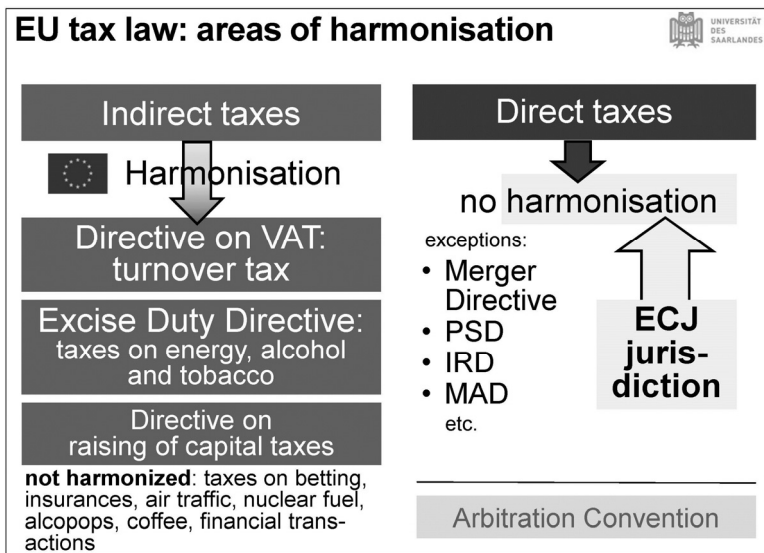 EU tax law: areas of harmonisation
UNIVERSITÄT
DES
SAARLANDES
Indirect taxes
Harmonisation
Directive on VAT:
turnover tax
Excise Duty Directive:
taxes on energy, alcohol
and tobacco
Directive on
raising of capital taxes
not harmonized: taxes on betting,
insurances, air traffic, nuclear fuel,
alcopops, coffee, financial trans-
actions
Direct taxes
no harmonisation
exceptions:
• Merger
Directive
• PSD
• IRD
• MAD
etc.
ECJ
juris-
diction
Arbitration Convention